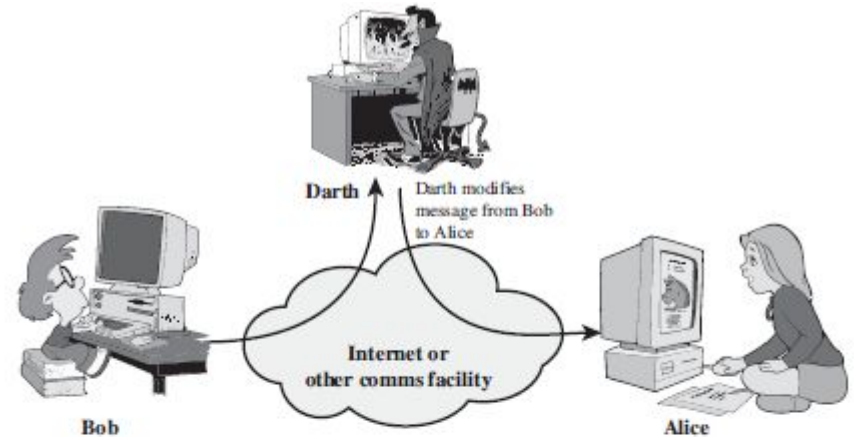 Darth
Darth modifies
message from Bob
to Alice
Internet or
other comms facility
Bob
Alice